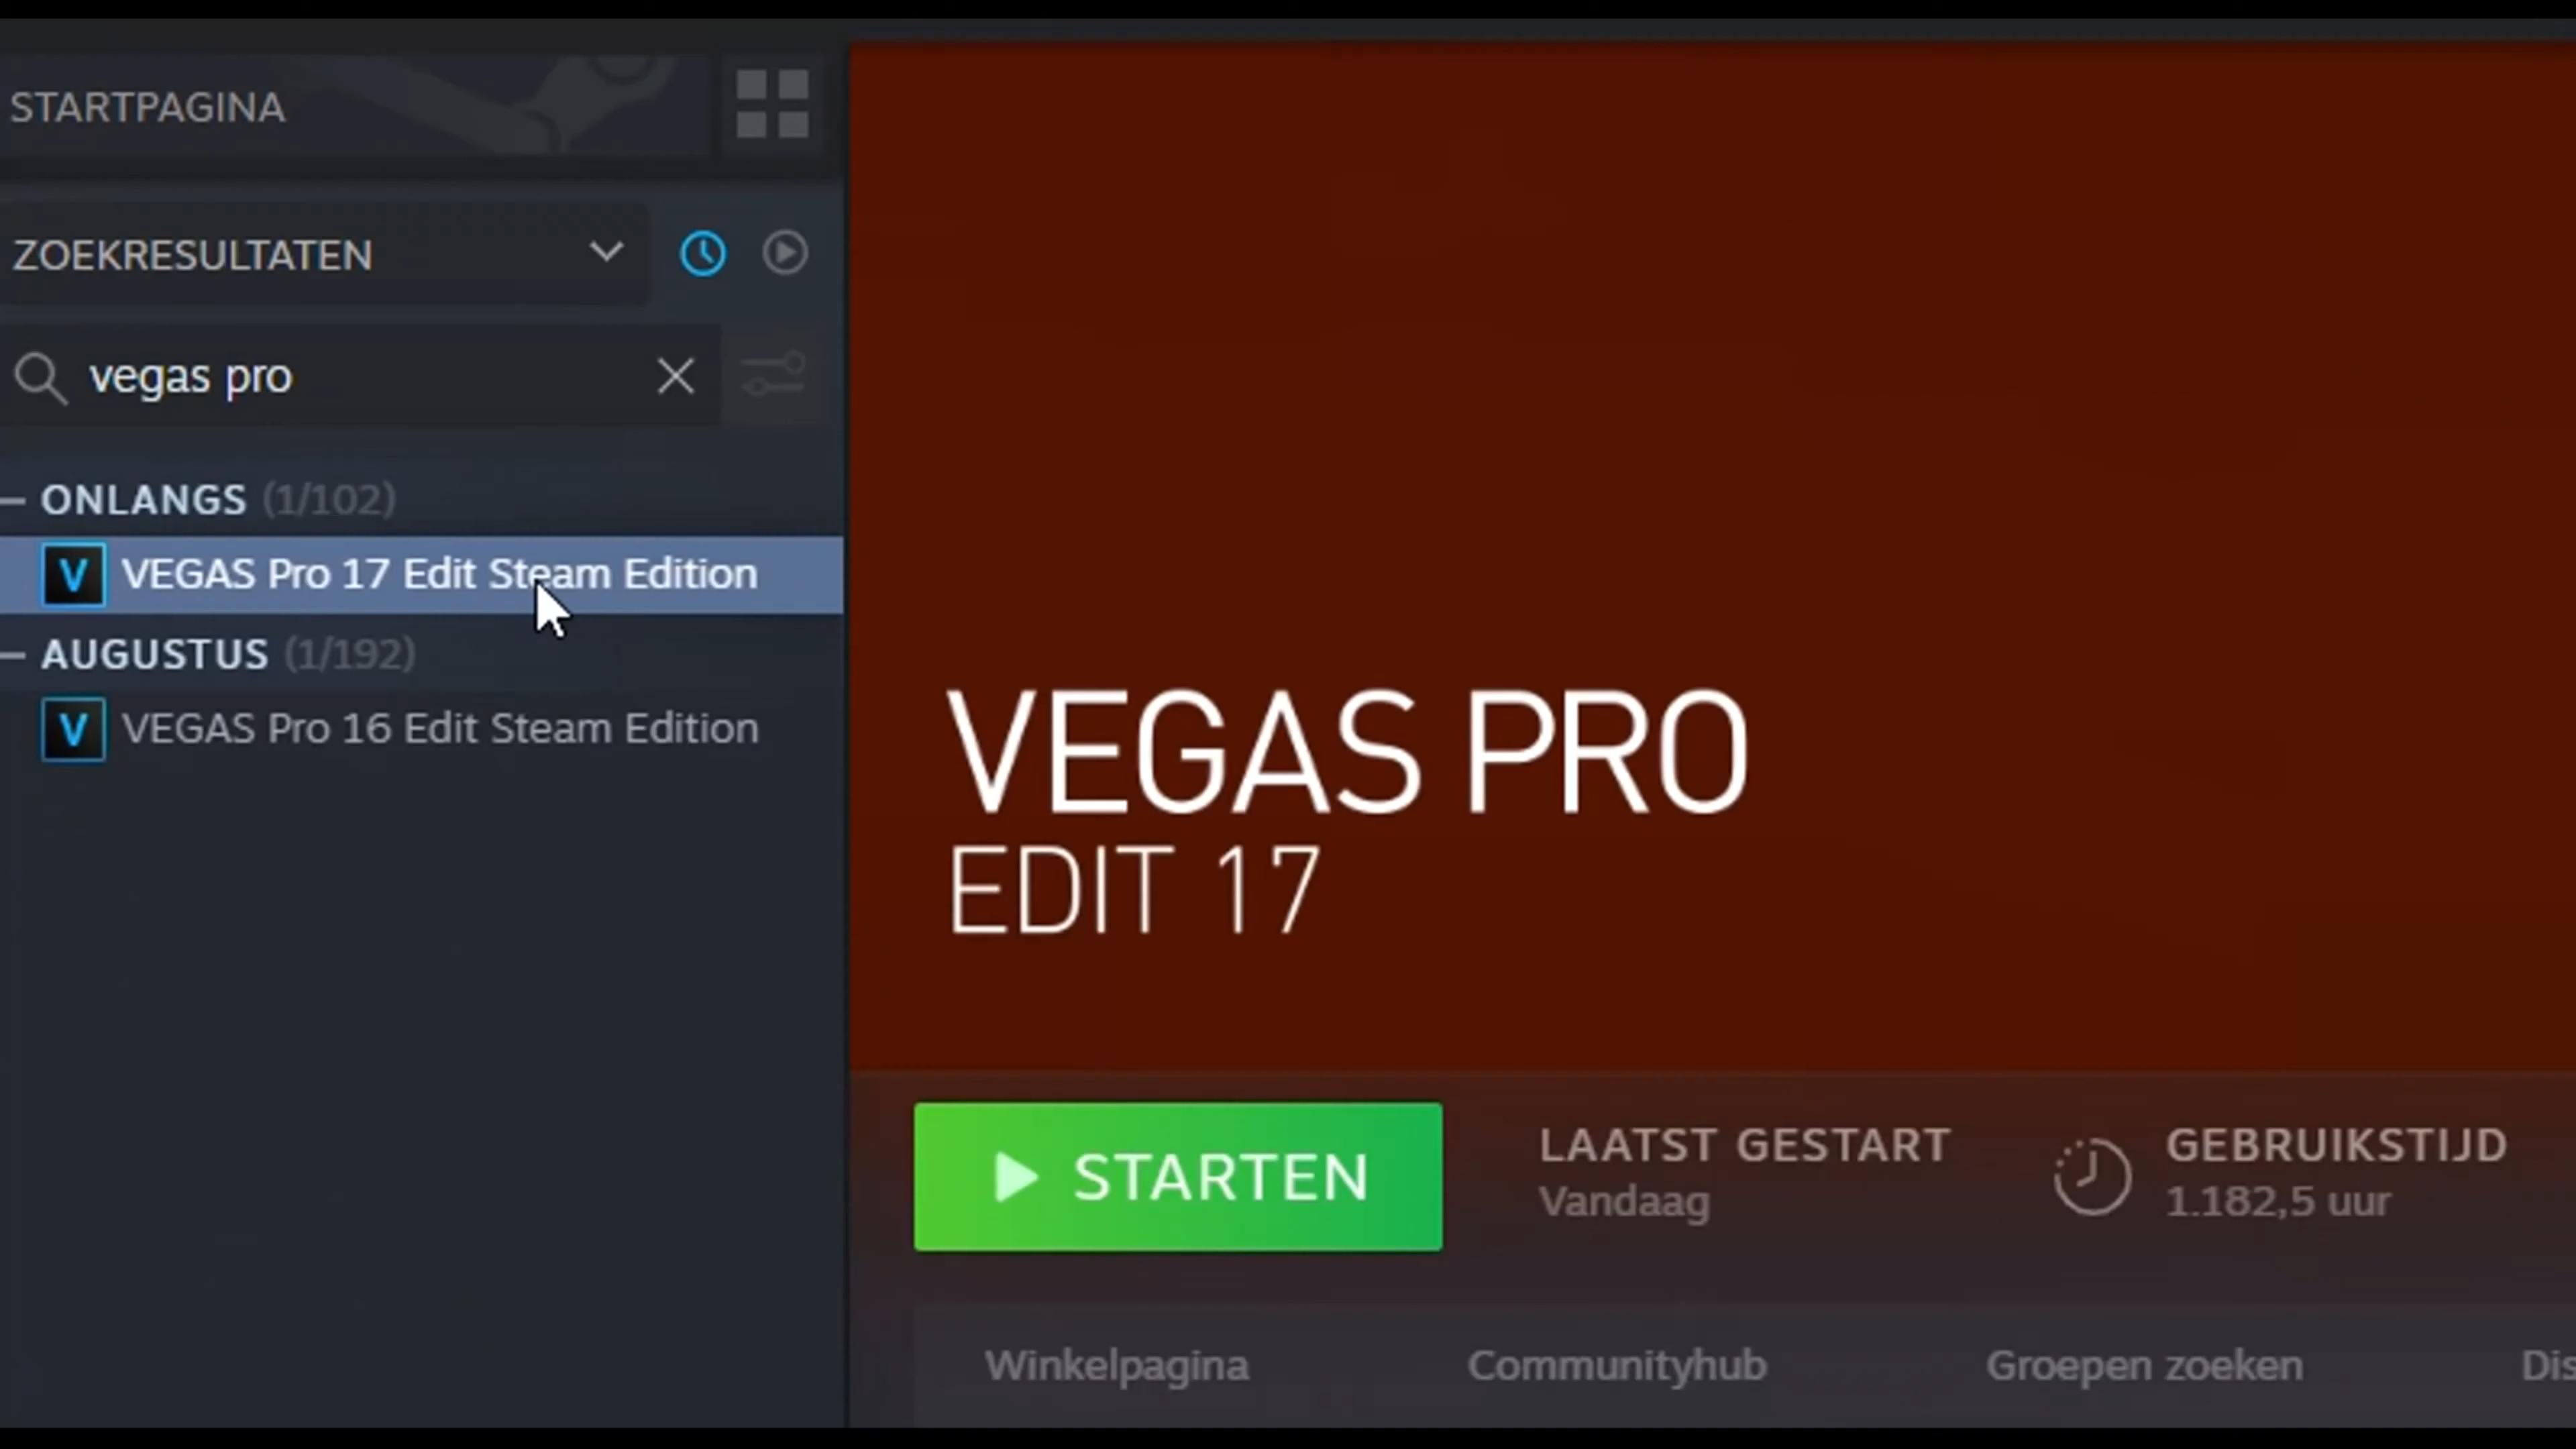 STARTPAGINA
ZOEKRESULTATEN
vegas pro
ONLANGS (1/102)
V VEGAS Pro 17 Edit Steam Edition
AUGUSTUS (1/192)
V VEGAS Pro 16 Edit Steam Edition
VEGAS PRO
EDIT 17
STARTEN
LAATST GESTART
Vandaag
GEBRUIKSTIJD
1.182,5 uur
Winkelpagina Communityhub Groepen zoeken Dis